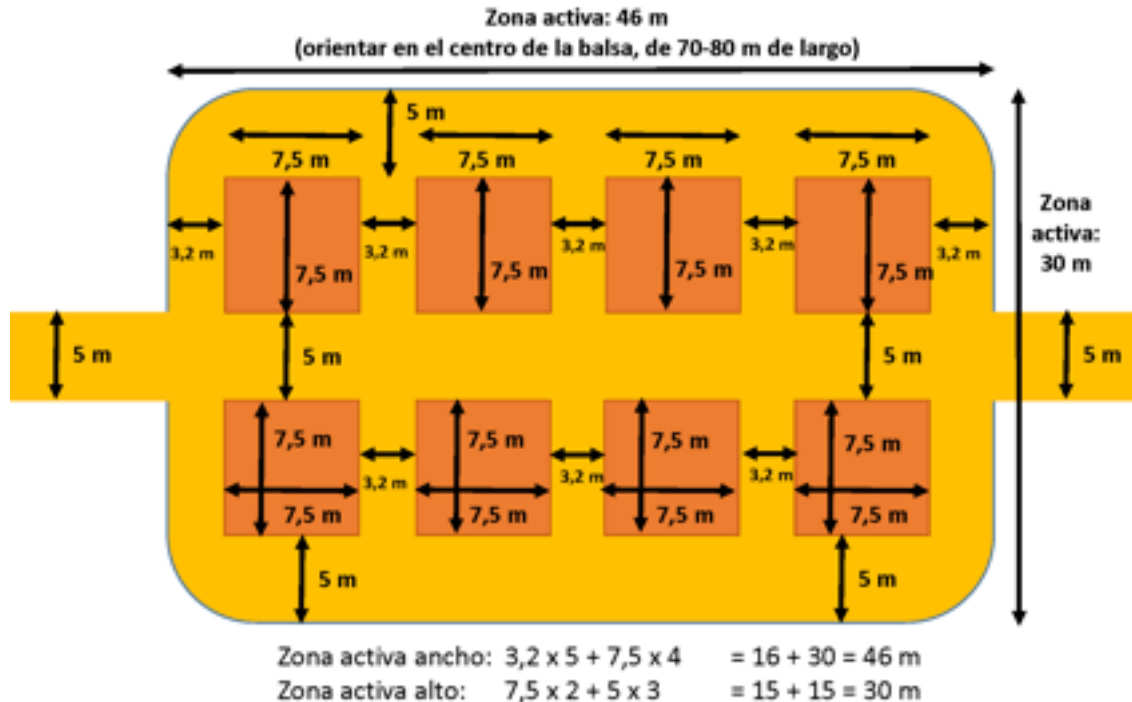 Zona activa: 46 m
(orientar en el centro de la balsa, de 70-80 m de largo)
5 m
7,5 m
7,5 m
7,5 m
7,5 m
Zona
activa:
30 m
3,2 m
3,2 m
3,2 m
3,2 m
3,2 m
7,5 m
7,5 m
7,5 m
7,5 m
5 m
5 m
5 m
5 m
7,5 m
7,5 m
7,5 m
7,5 m
3,2 m
3,2 m
3,2 m
7,5 m
7,5 m
7,5 m
7,5 m
5 m
5 m
Zona activa ancho: 3,2 x 5 + 7,5 x 4 = 16 + 30 = 46 m
Zona activa alto: 7,5 x 2 + 5 x 3 = 15 + 15 = 30 m